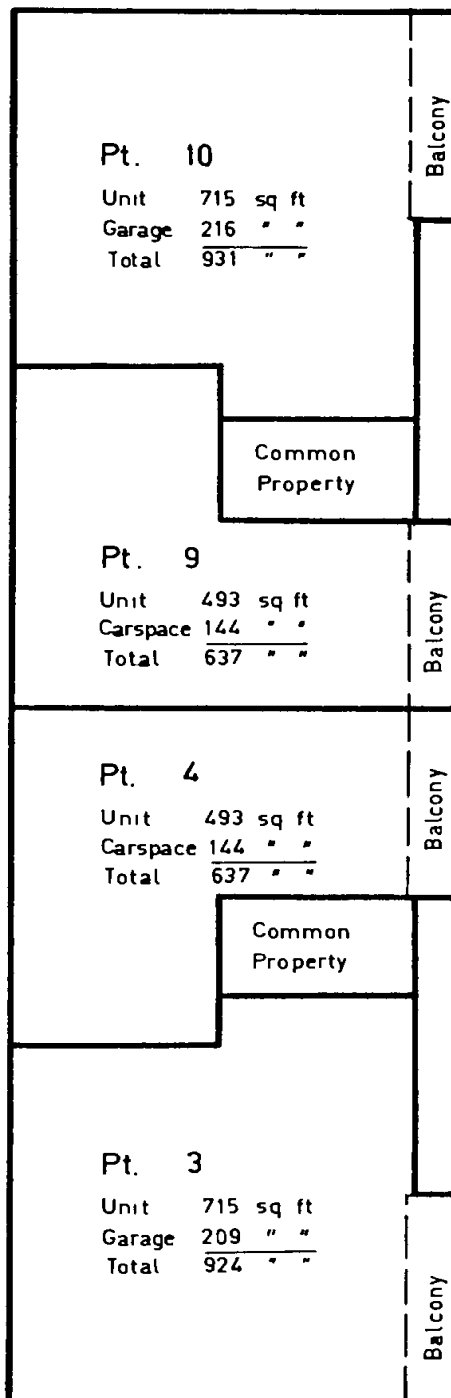 Balcony
Pt. 10
Unit 715 sq ft
Garage 216 " "
Total 931 " "
Common
Property
Pt. 9
Unit 493 sq ft
Carspace 144 " "
Total 637 " "
Balcony
Pt. 4
Unit 493 sq ft
Carspace 144 " "
Total 637 " "
Balcony
Common
Property
Pt. 3
Unit 715 sq ft
Garage 209 " "
Total 924 " "
Balcony